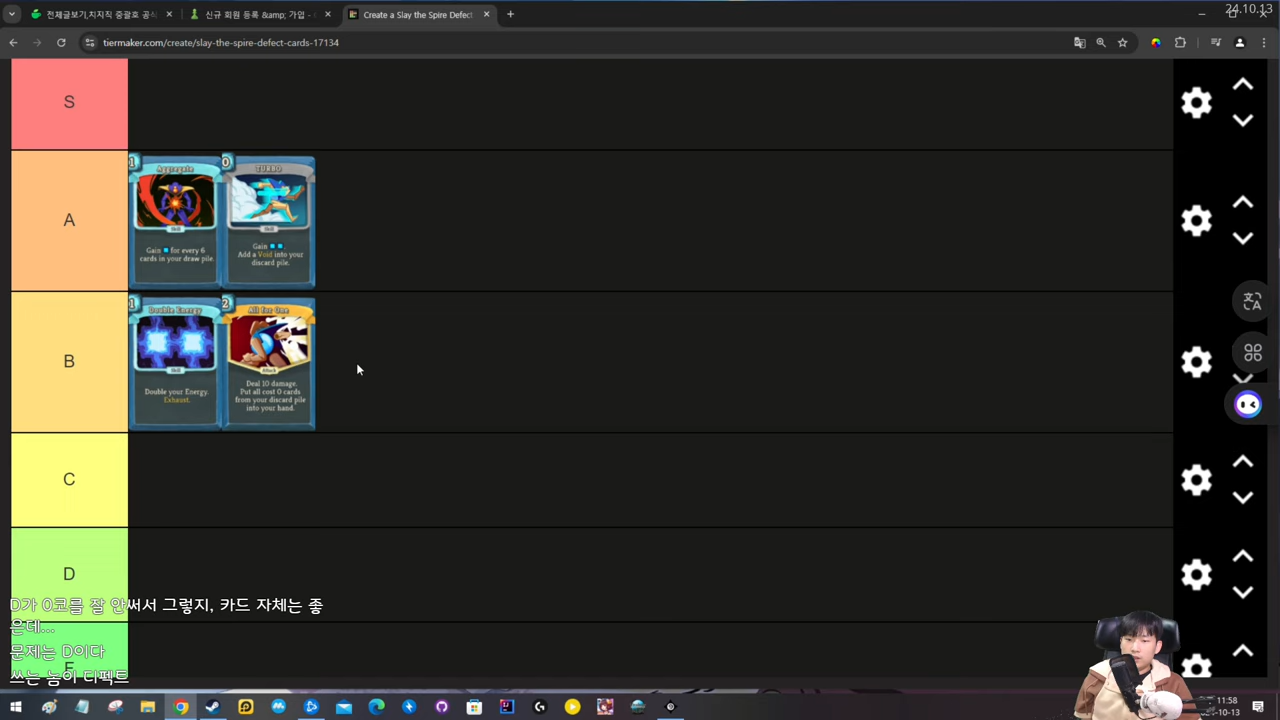 24.10.13
전체글보기,지지직 중괄호 공식
신규 회원 등록 &amp; 가입 -
Create a Slay the Spire Defect
tiermaker.com/create/slay-the-spire-defect-cards-17134
S
A
1
Aggregate
Skill
Gain for every 6
cards in your draw pile.
0
TURBO
Skill
Gain
Add a Void into your
discard pile.
B
1
Double Energy
Skill
Double your Energy.
Exhaust.
2
All for One
Attack
Deal 10 damage.
Put all cost 0 cards
from your discard pile
into your hand.
C
D
D가 0코를 잘 안써서 그렇지, 카드 자체는 좋
은데...
문제는 D이다
F
쓰는 놈이 디펙트
11:58